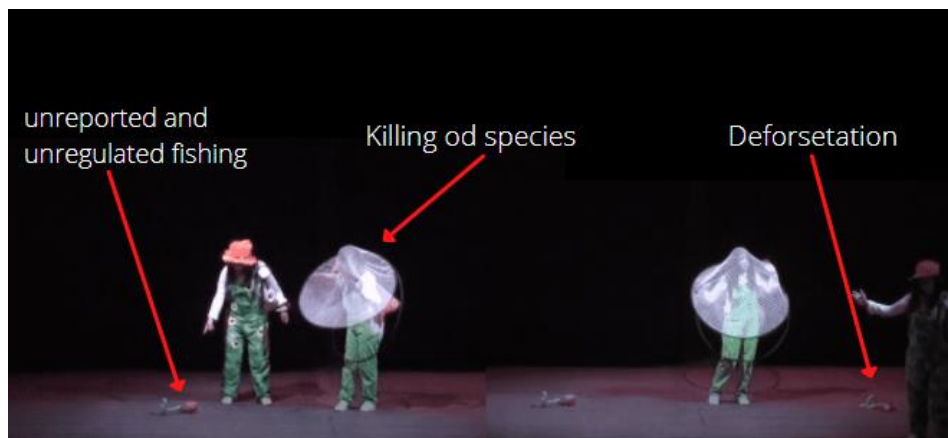 unreported and
unregulated fishing
Killing od species
Deforsetation